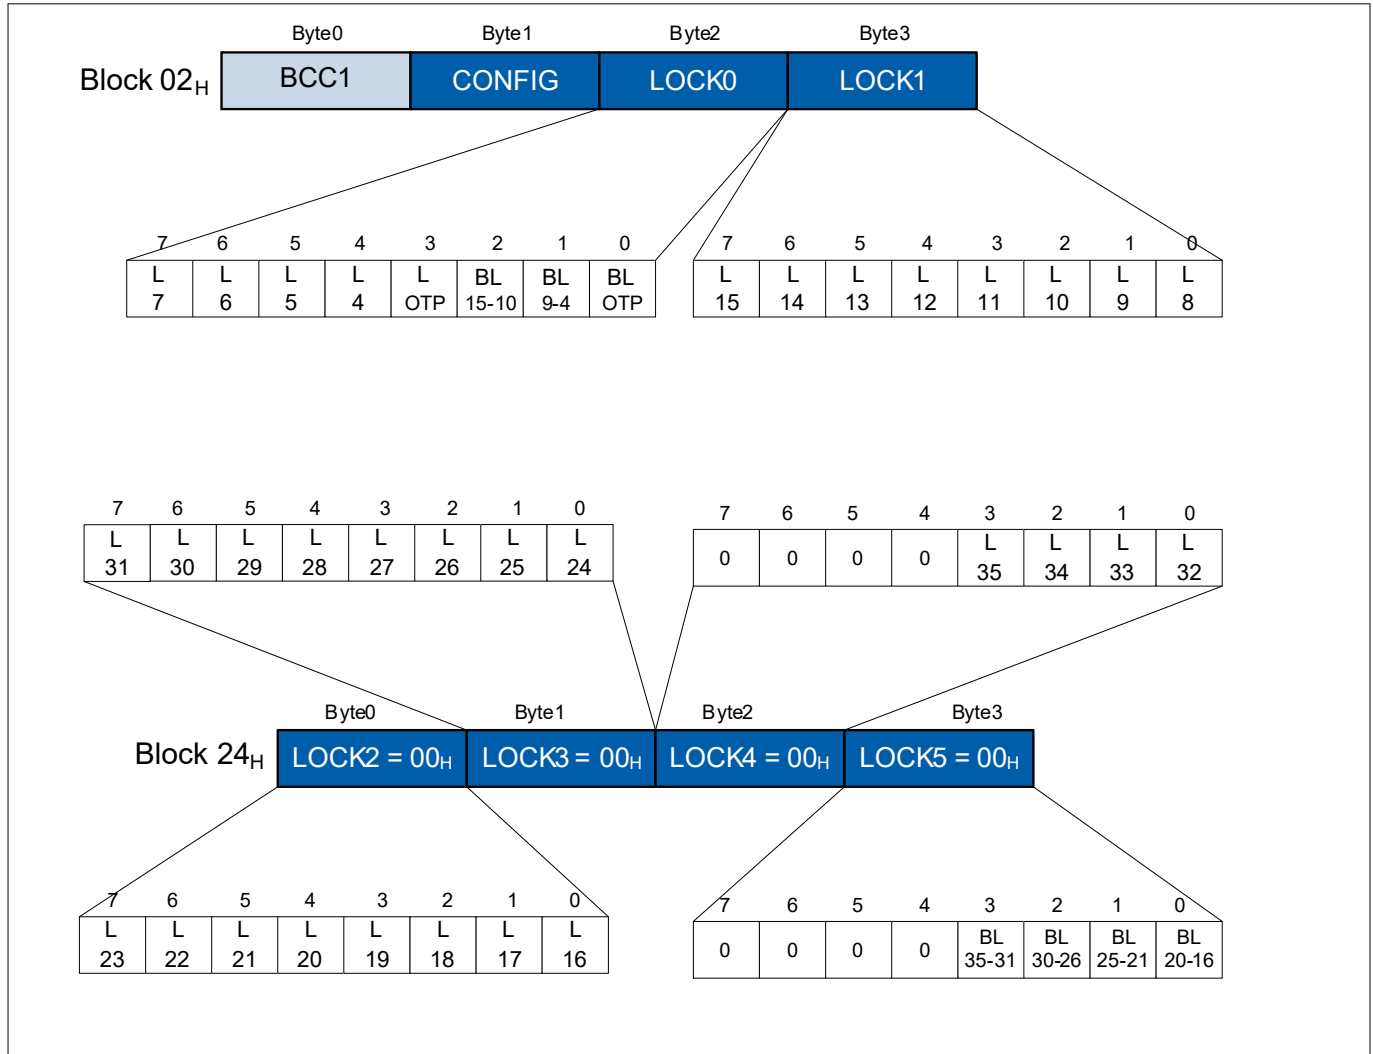 Byte0 Byte1 Byte2 Byte3
Block 02H BCC1 CONFIG LOCK0 LOCK1
7 6 5 4 3 2 1 0 7 6 5 4 3 2 1 0
L L L L L BL BL BL L L L L L L L L
7 6 5 4 OTP 15-10 9-4 OTP 15 14 13 12 11 10 9 8
7 6 5 4 3 2 1 0 7 6 5 4 3 2 1 0
L L L L L L L L L L L L
31 30 29 28 27 26 25 24 0 0 0 0 35 34 33 32
Byte0 Byte1 Byte2 Byte3
Block 24H LOCK2 = 00H LOCK3 = 00H LOCK4 = 00H LOCK5 = 00H
7 6 5 4 3 2 1 0 7 6 5 4 3 2 1 0
L L L L L L L L BL BL BL BL
23 22 21 20 19 18 17 16 0 0 0 0 35-31 30-26 25-21 20-16